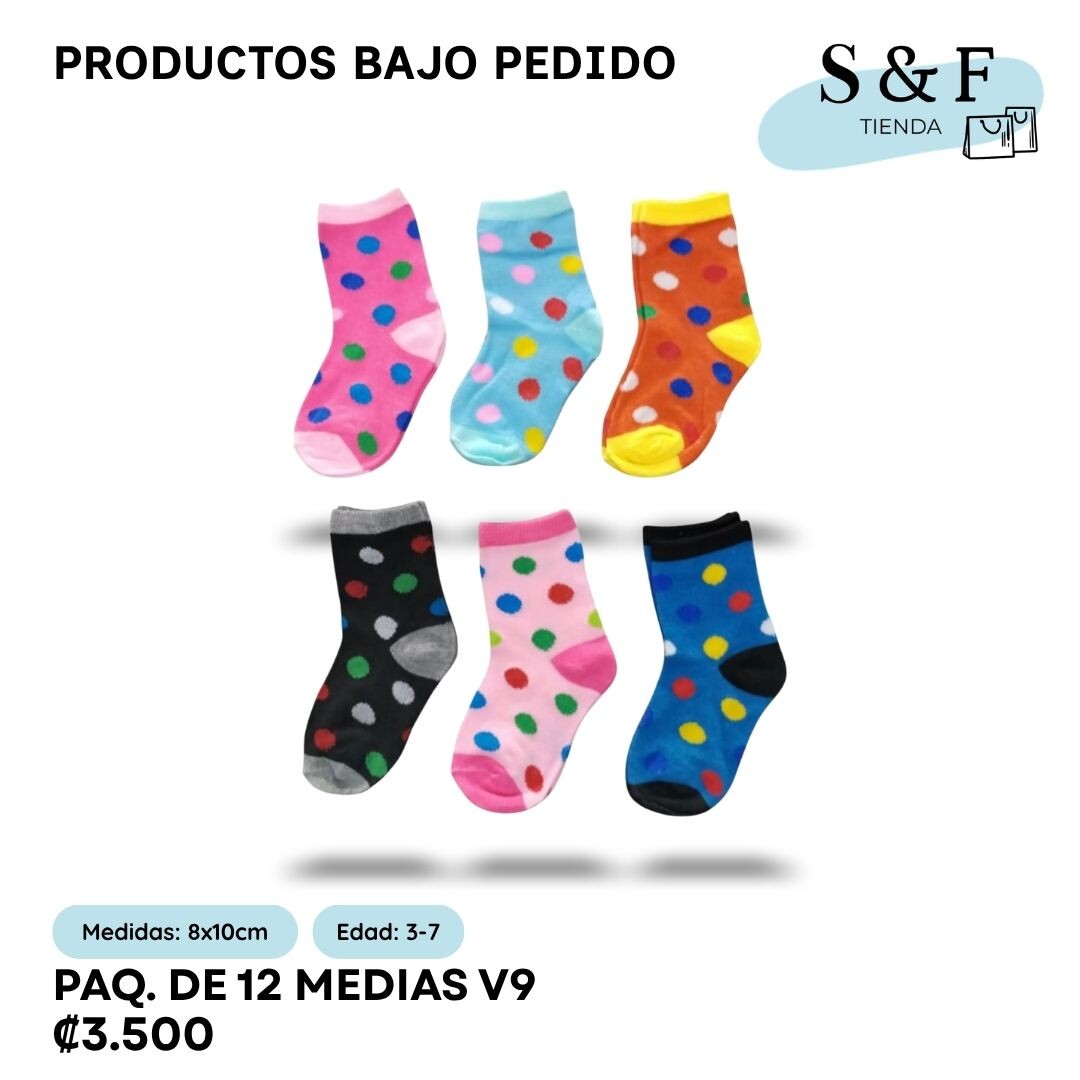 PRODUCTOS BAJO PEDIDO
S & F
TIENDA
Medidas: 8x10cm
Edad: 3-7
PAQ. DE 12 MEDIAS V9
₡3.500